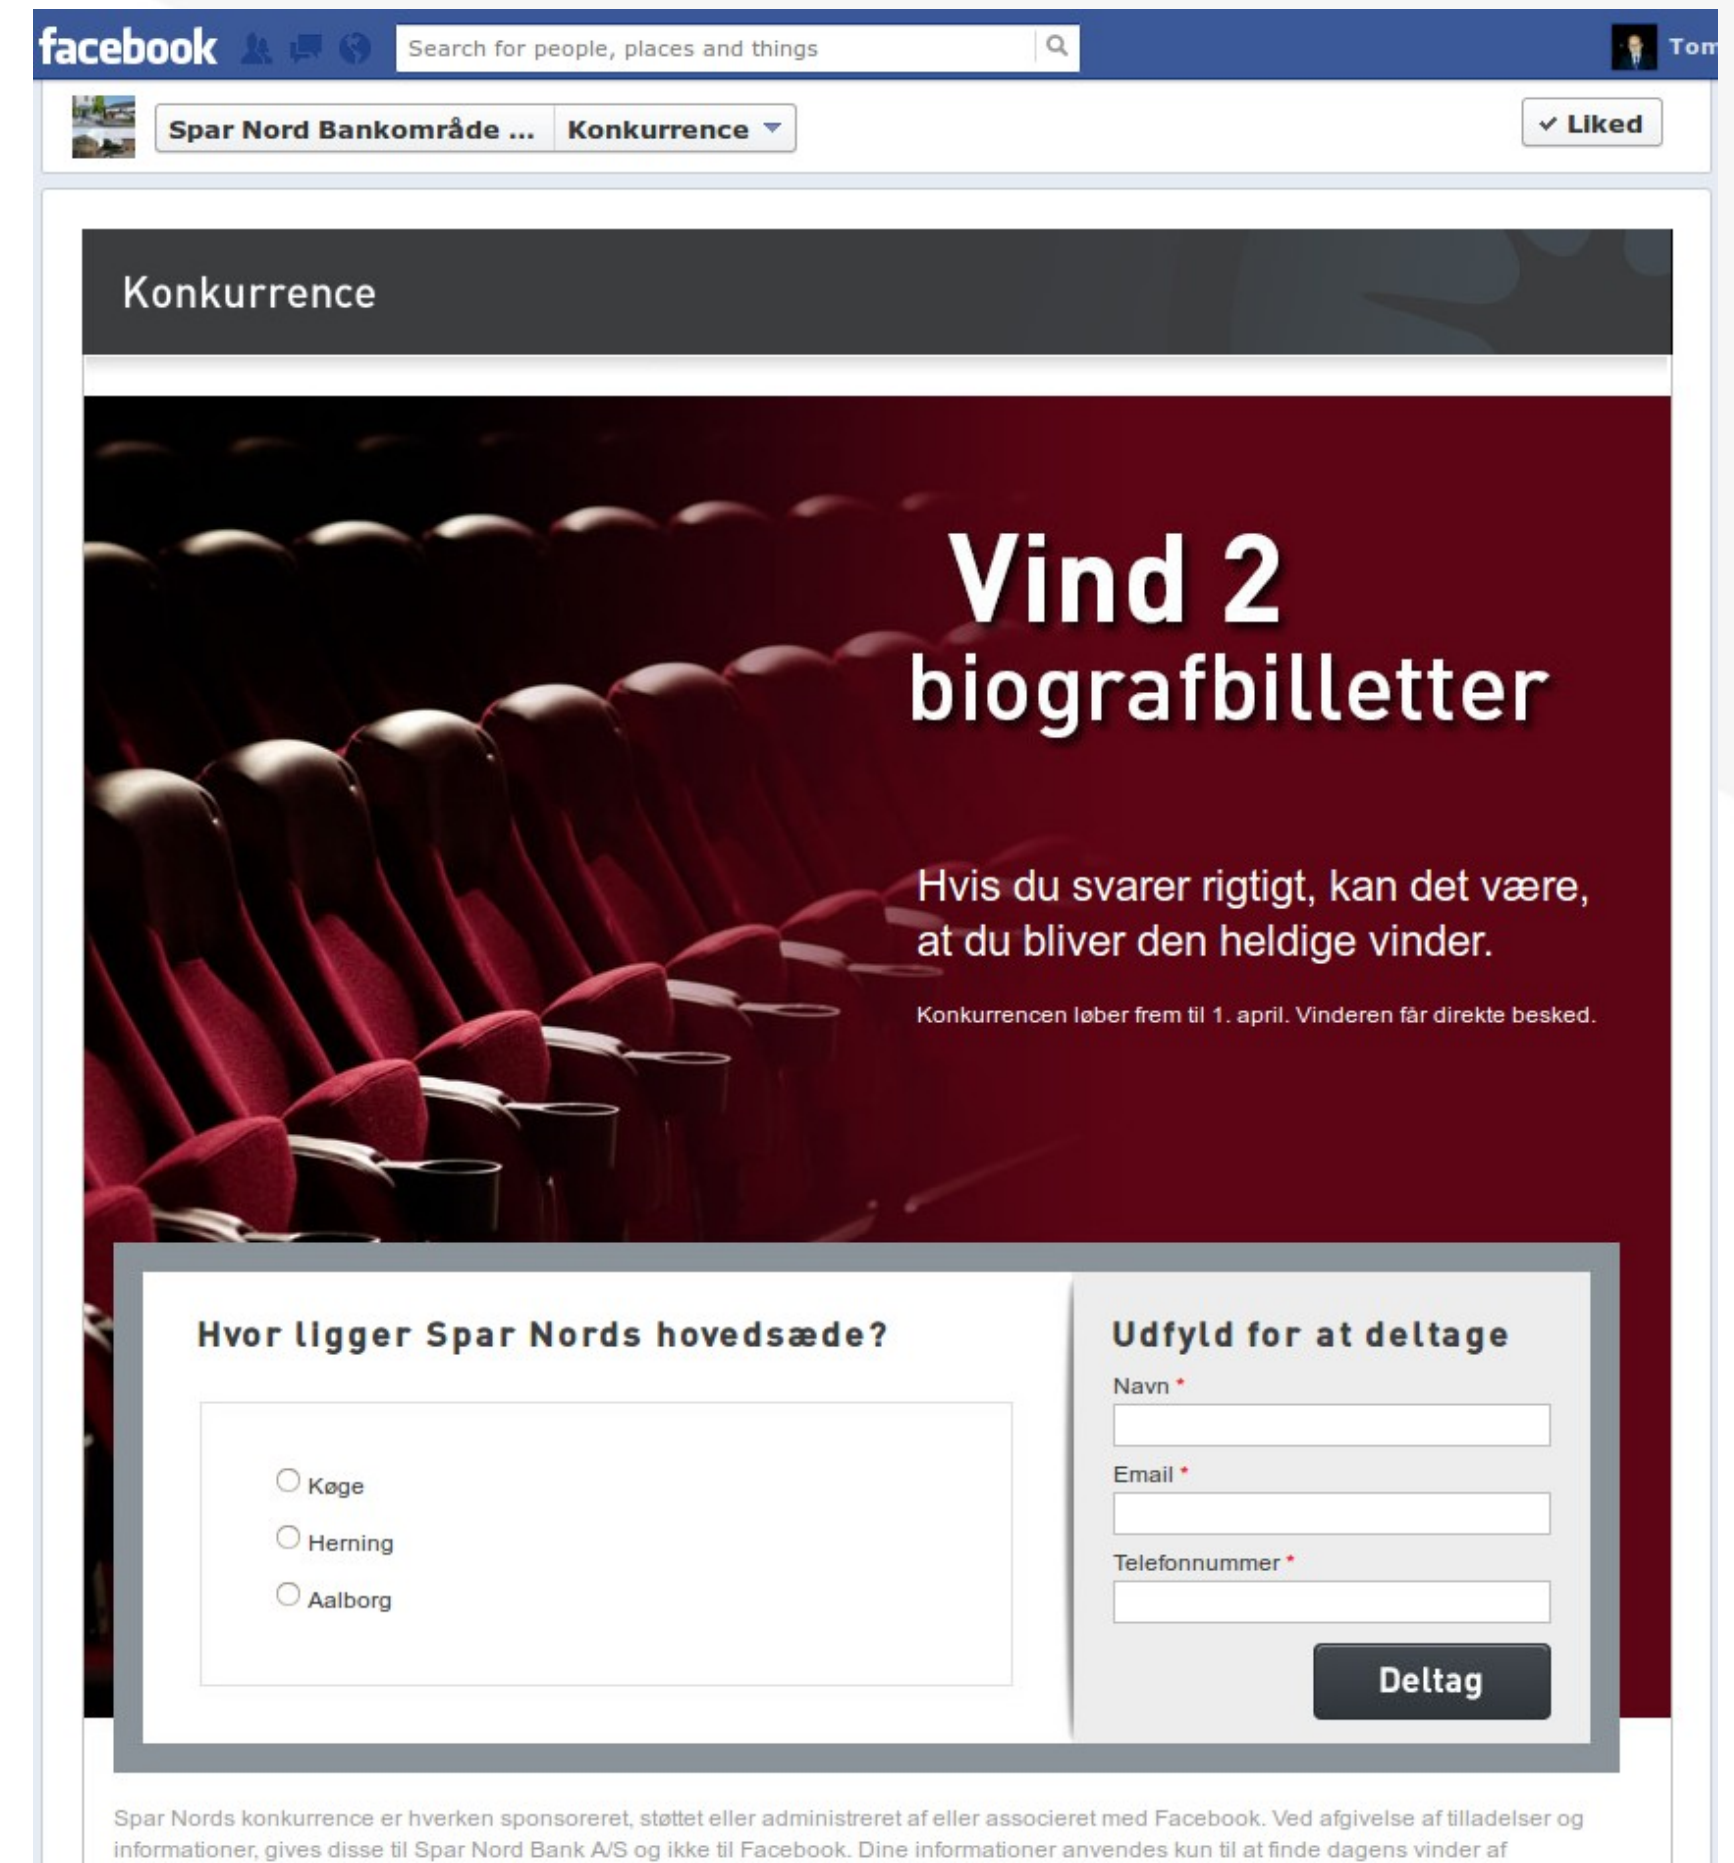 facebook
Search for people, places and things
Tom
Spar Nord Bankområde ... Konkurrence
Liked
Konkurrence
Vind 2
biografbilletter
Hvis du svarer rigtigt, kan det være,
at du bliver den heldige vinder.
Konkurrencen løber frem til 1. april. Vinderen får direkte besked.
Hvor ligger Spar Nords hovedsæde?
Køge
Herning
Aalborg
Udfyld for at deltage
Navn *
Email *
Telefonnummer *
Deltag
Spar Nords konkurrence er hverken sponsoreret, støttet eller administreret af eller associeret med Facebook. Ved afgivelse af tilladelser og
informationer, gives disse til Spar Nord Bank A/S og ikke til Facebook. Dine informationer anvendes kun til at finde dagens vinder af